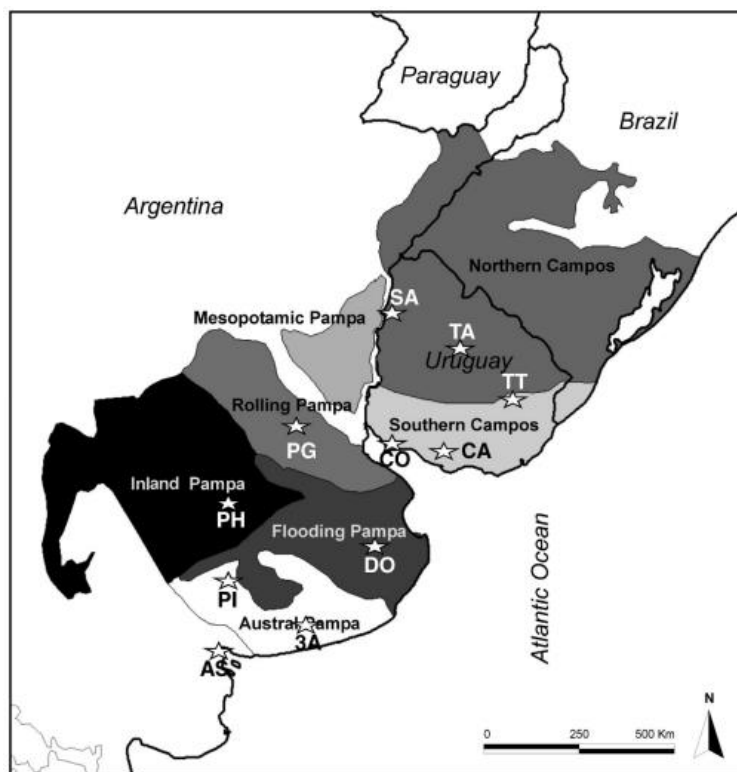 Paraguay
Brazil
Argentina
Northern Campos
SA
Mesopotamic Pampa
TA
Uruguay
TT
Rolling Pampa
Southern Campos
PG
CO
CA
Inland Pampa
PH
Flooding Pampa
DO
PI
Austral Pampa
3A
AS
Atlantic Ocean
N
0 250 500 Km